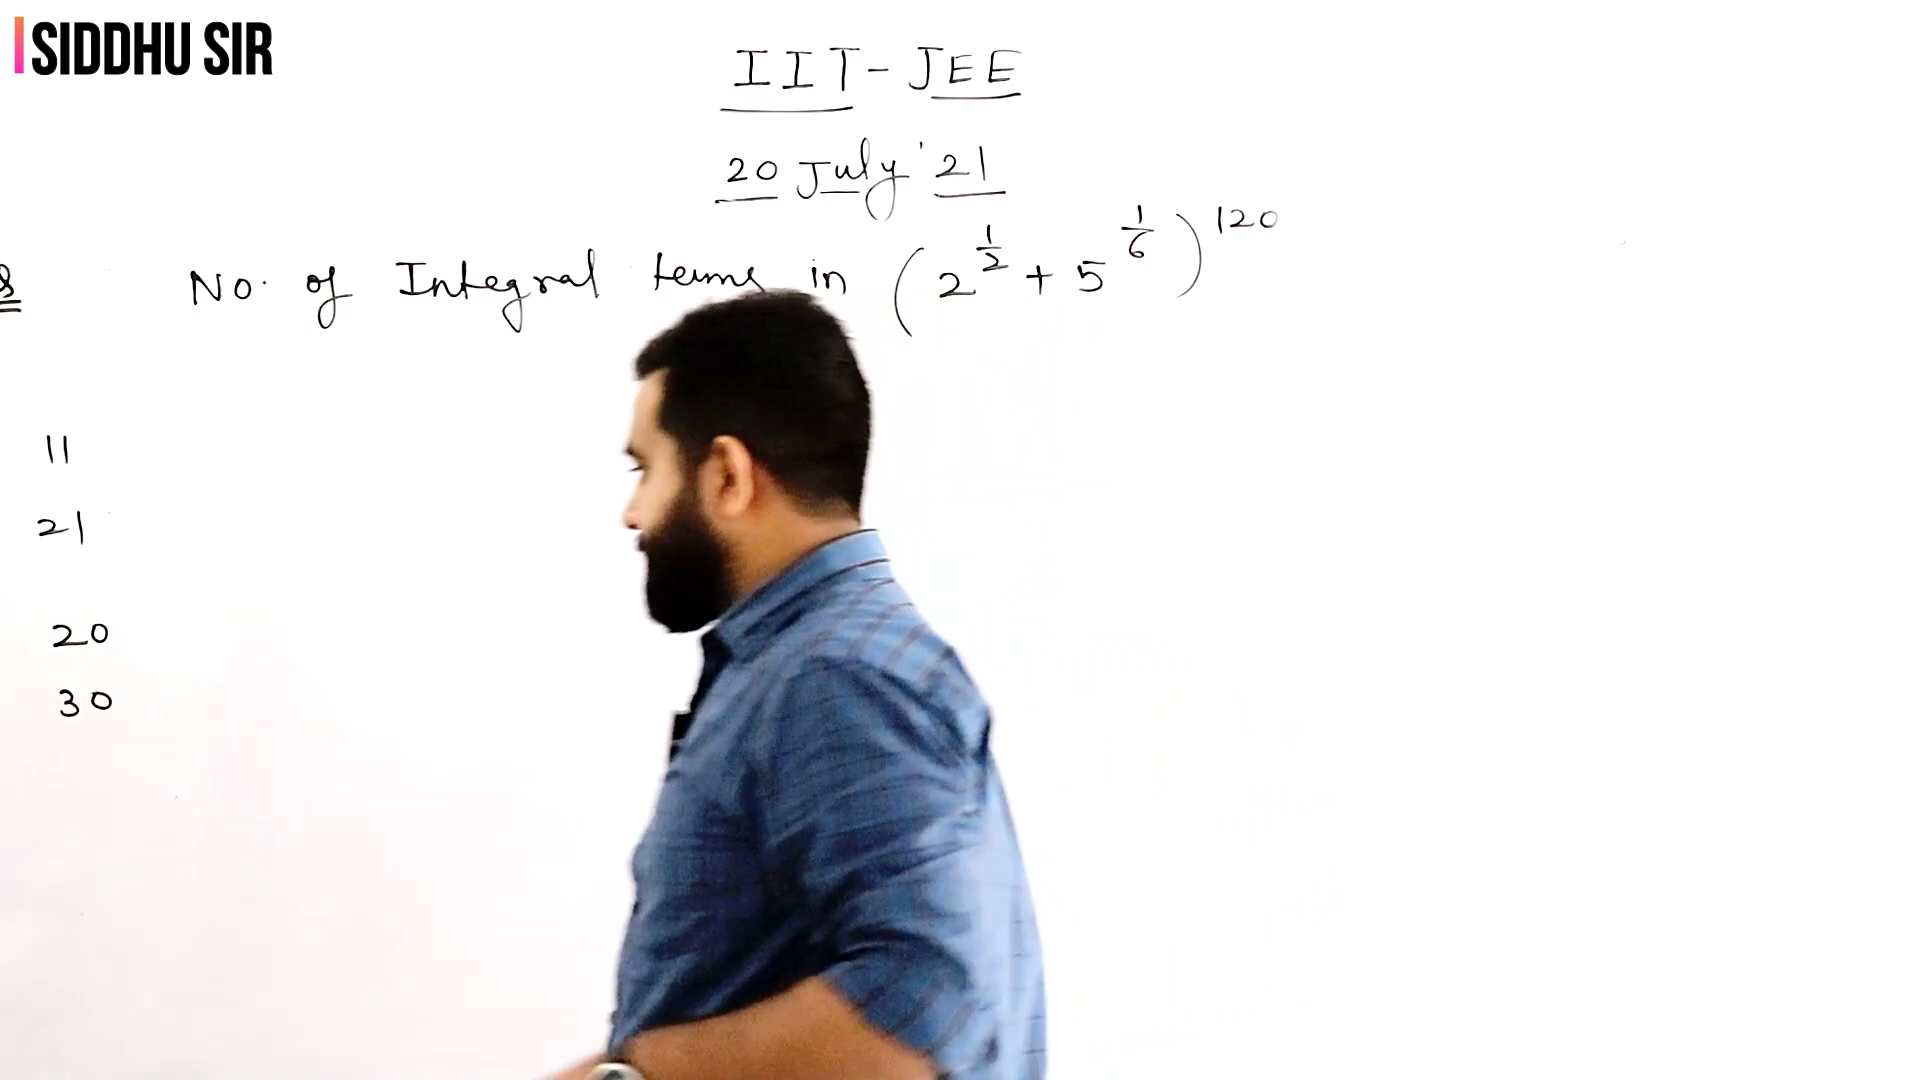 SIDDHU SIR
IIT-JEE
20 July '21
No. of Integral terms in (2^{1/2} + 5^{1/6})^{120}
11
21
20
30